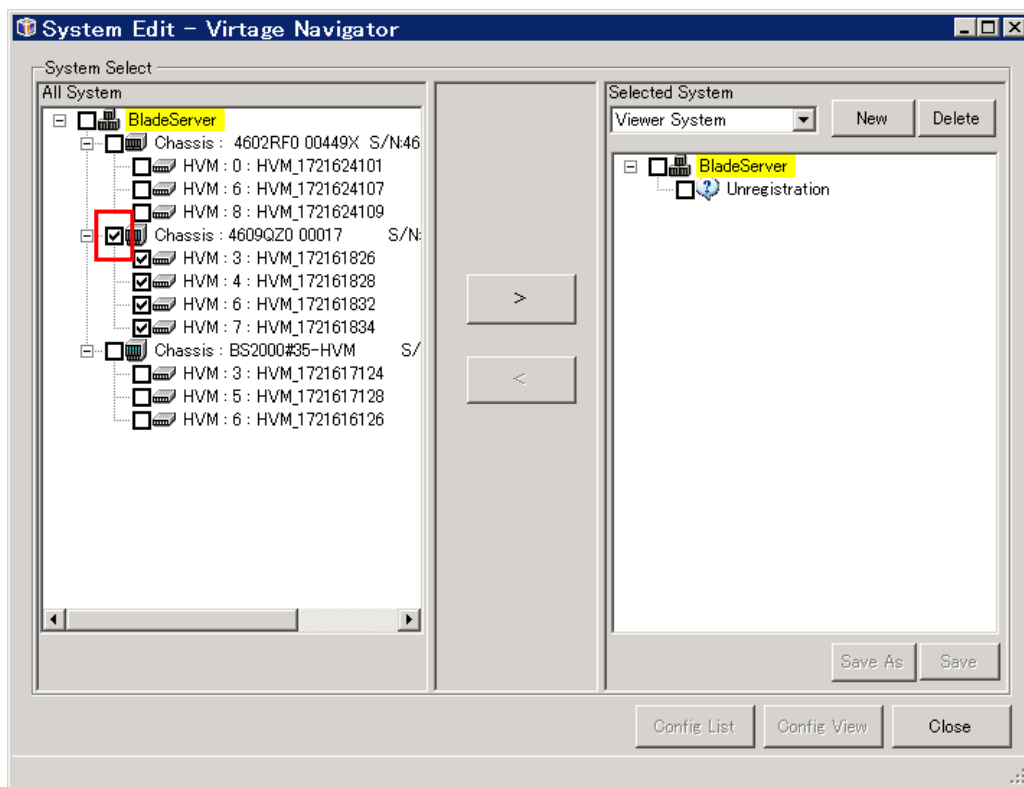 System Edit - Virtage Navigator
System Select
All System
BladeServer
Chassis : 4602RF0 00449X S/N:46
HVM : 0 : HVM_1721624101
HVM : 6 : HVM_1721624107
HVM : 8 : HVM_1721624109
Chassis : 4609QZ0 00017 S/N:
HVM : 3 : HVM_172161826
HVM : 4 : HVM_172161828
HVM : 6 : HVM_172161832
HVM : 7 : HVM_172161834
Chassis : BS2000#35-HVM S/
HVM : 3 : HVM_1721617124
HVM : 5 : HVM_1721617128
HVM : 6 : HVM_1721616126
>
<
Selected System
Viewer System
New
Delete
BladeServer
Unregistration
Save As
Save
Config List
Config View
Close